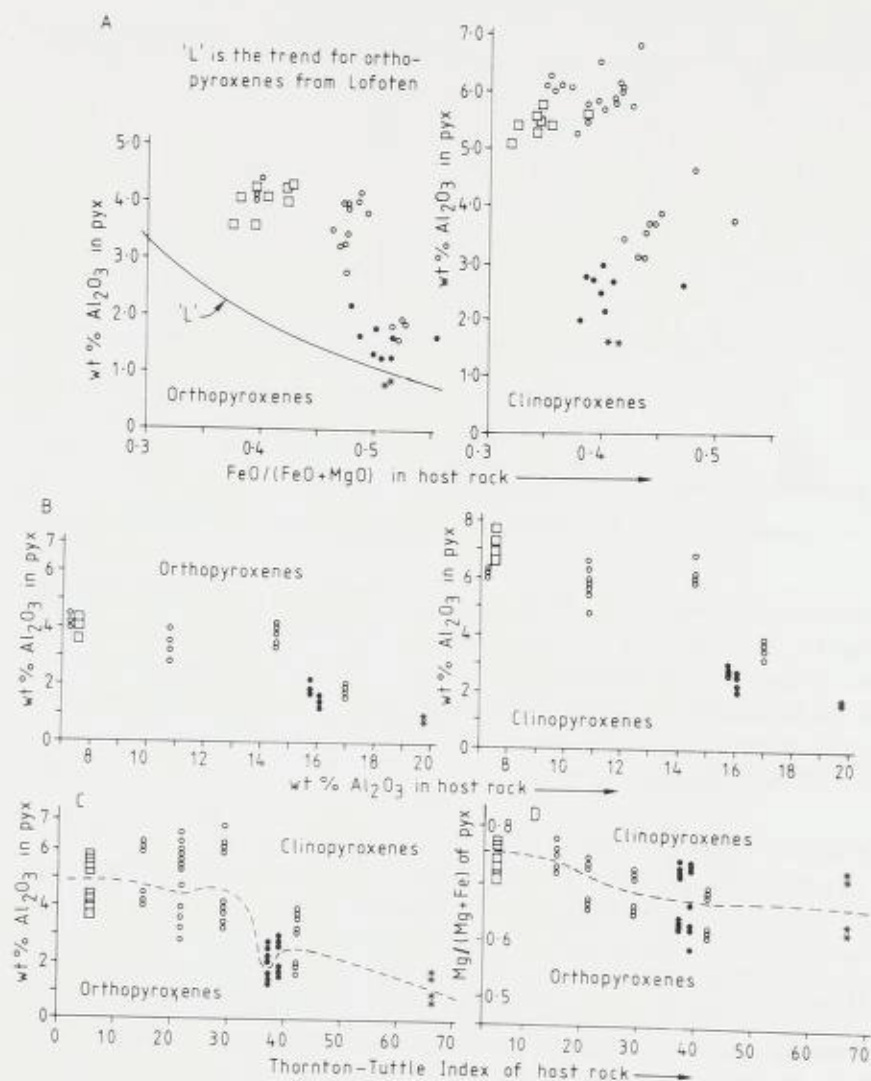 A
'L' is the trend for ortho-
pyroxenes from Lofoten
wt % Al2O3 in pyx
5·0
4·0
3·0
2·0
1·0
0
'L'
Orthopyroxenes
0·3
0·4
0·5
wt % Al2O3 in pyx
7·0
6·0
5·0
4·0
3·0
2·0
1·0
0
Clinopyroxenes
0·3
0·4
0·5
FeO/(FeO+MgO) in host rock
B
wt % Al2O3 in pyx
7
6
4
2
0
Orthopyroxenes
8
10
12
14
16
18
20
wt % Al2O3 in pyx
8
6
4
2
0
Clinopyroxenes
8
10
12
14
16
18
20
wt % Al2O3 in host rock
C
wt % Al2O3 in pyx
7
6
4
2
0
Clinopyroxenes
Orthopyroxenes
0
10
20
30
40
50
60
70
D
Mg/(Mg+Fe) of pyx
0·8
0·6
0·5
Clinopyroxenes
Orthopyroxenes
10
20
30
40
50
60
70
Thornton-Tuttle Index of host rock